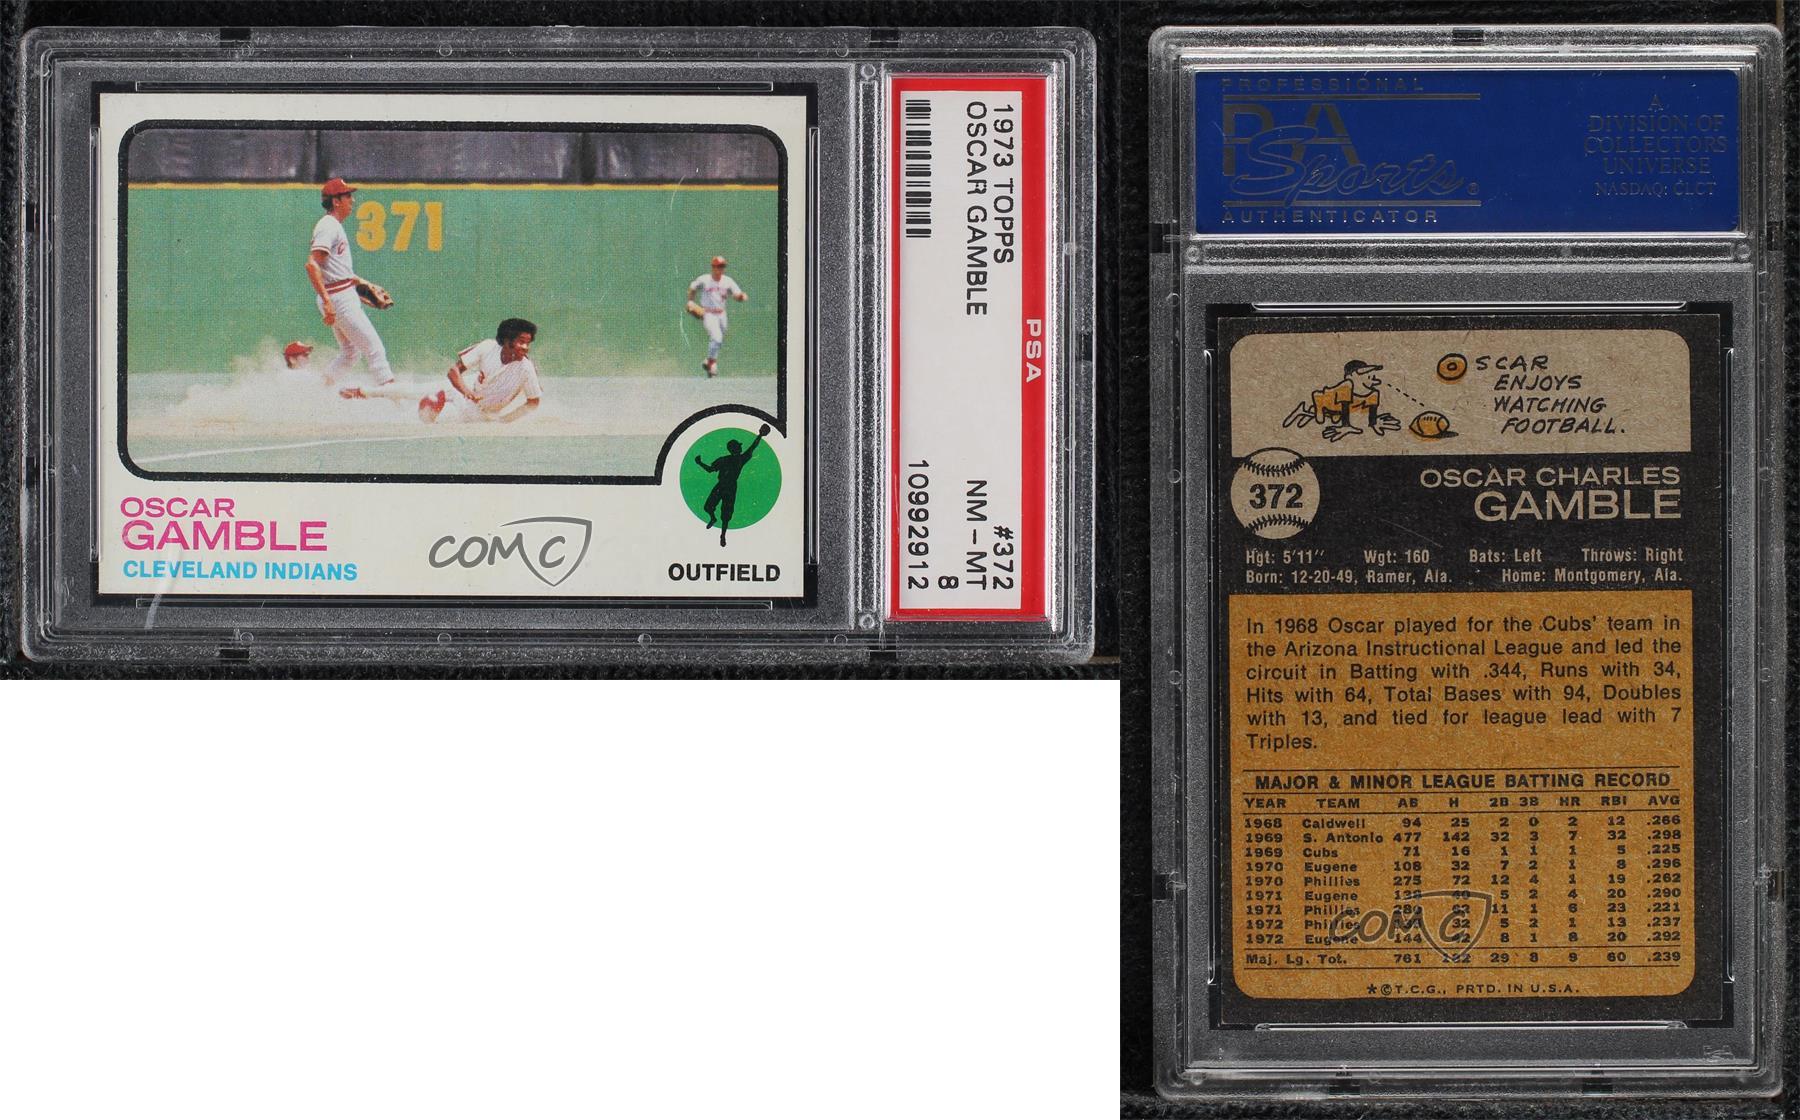 371
OSCAR
GAMBLE
CLEVELAND INDIANS
OUTFIELD
COMC
1973 TOPPS #372
OSCAR GAMBLE NM-MT
8
10992912
PSA
PROFESSIONAL
PSA
Sports®
AUTHENTICATOR
A
DIVISION OF
COLLECTORS
UNIVERSE
NASDAQ: CLCT
OSCAR
ENJOYS
WATCHING
FOOTBALL.
372
OSCAR CHARLES
GAMBLE
Hgt: 5'11" Wgt: 160 Bats: Left Throws: Right
Born: 12-20-49, Ramer, Ala. Home: Montgomery, Ala.
In 1968 Oscar played for the Cubs' team in
the Arizona Instructional League and led the
circuit in Batting with .344, Runs with 34,
Hits with 64, Total Bases with 94, Doubles
with 13, and tied for league lead with 7
Triples.
MAJOR & MINOR LEAGUE BATTING RECORD
YEAR TEAM AB H 2B 3B HR RBI AVG
1968 Caldwell 94 25 2 0 2 12 .266
1969 S. Antonio 477 142 32 3 7 32 .298
1969 Cubs 71 16 1 1 1 5 .225
1970 Eugene 108 32 7 2 1 8 .296
1970 Phillies 275 72 12 4 1 19 .262
1971 Eugene 138 40 5 2 4 20 .290
1971 Phillies 280 62 11 1 6 23 .221
1972 Phillies 32 5 2 1 13 .237
1972 Eugene 144 42 8 1 8 20 .292
Maj. Lg. Tot. 761 182 29 8 9 60 .239
COMC
*©T.C.G., PRTD. IN U.S.A.